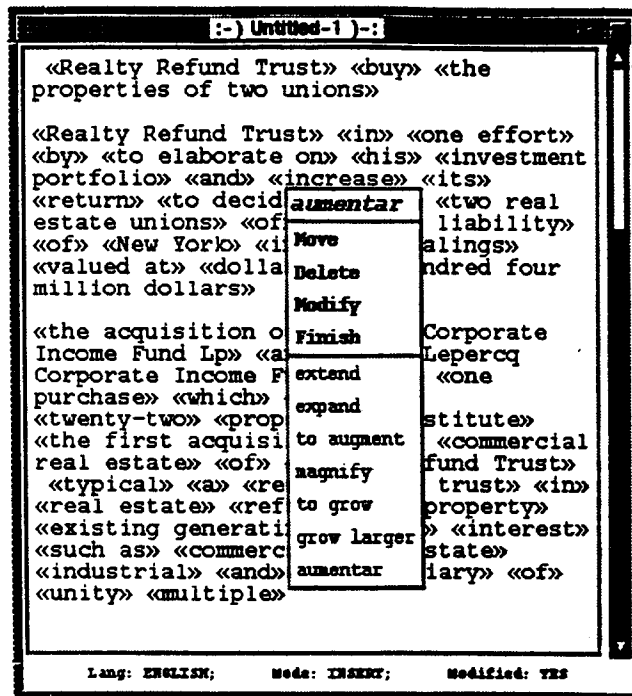 :-) Untitled-1 )-:
«Realty Refund Trust» «buy» «the
properties of two unions»
«Realty Refund Trust» «in» «one effort»
«by» «to elaborate on» «his» «investment
portfolio» «and» «increase» «its»
«return» «to decid «two real
estate unions» «of liability»
«of» «New York» «i alings»
«valued at» «dolla ndred four
million dollars»
«the acquisition o Corporate
Income Fund Lp» «a Lepercq
Corporate Income F «one
purchase» «which»
«twenty-two» «prop stitute»
«the first acquisi «commercial
real estate» «of» fund Trust»
«typical» «a» «re trust» «in»
«real estate» «ref property»
«existing generati » «interest»
«such as» «commerc state»
«industrial» «and» iary» «of»
«unity» «multiple»
aumentar
Move
Delete
Modify
Finish
extend
expand
to augment
magnify
to grow
grow larger
aumentar
Lang: ENGLISH; Mode: INSERT; Modified: YES